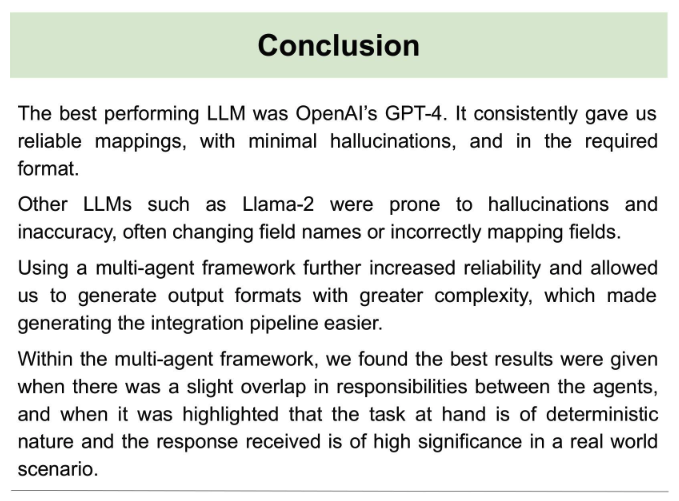 Conclusion
The best performing LLM was OpenAI’s GPT-4. It consistently gave us
reliable mappings, with minimal hallucinations, and in the required
format.
Other LLMs such as Llama-2 were prone to hallucinations and
inaccuracy, often changing field names or incorrectly mapping fields.
Using a multi-agent framework further increased reliability and allowed
us to generate output formats with greater complexity, which made
generating the integration pipeline easier.
Within the multi-agent framework, we found the best results were given
when there was a slight overlap in responsibilities between the agents,
and when it was highlighted that the task at hand is of deterministic
nature and the response received is of high significance in a real world
scenario.